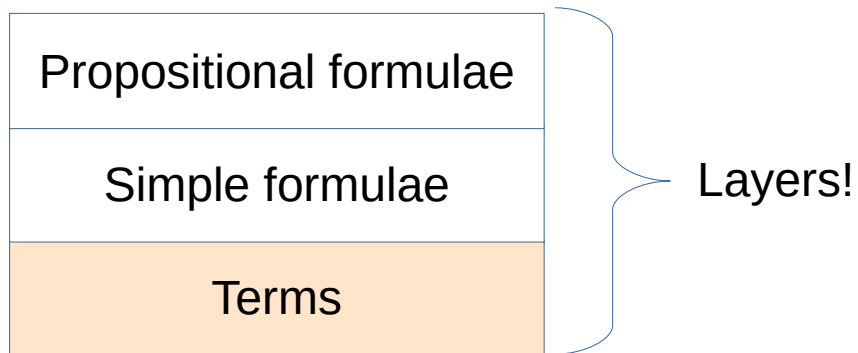 Propositional formulae
Simple formulae
Layers!
Terms